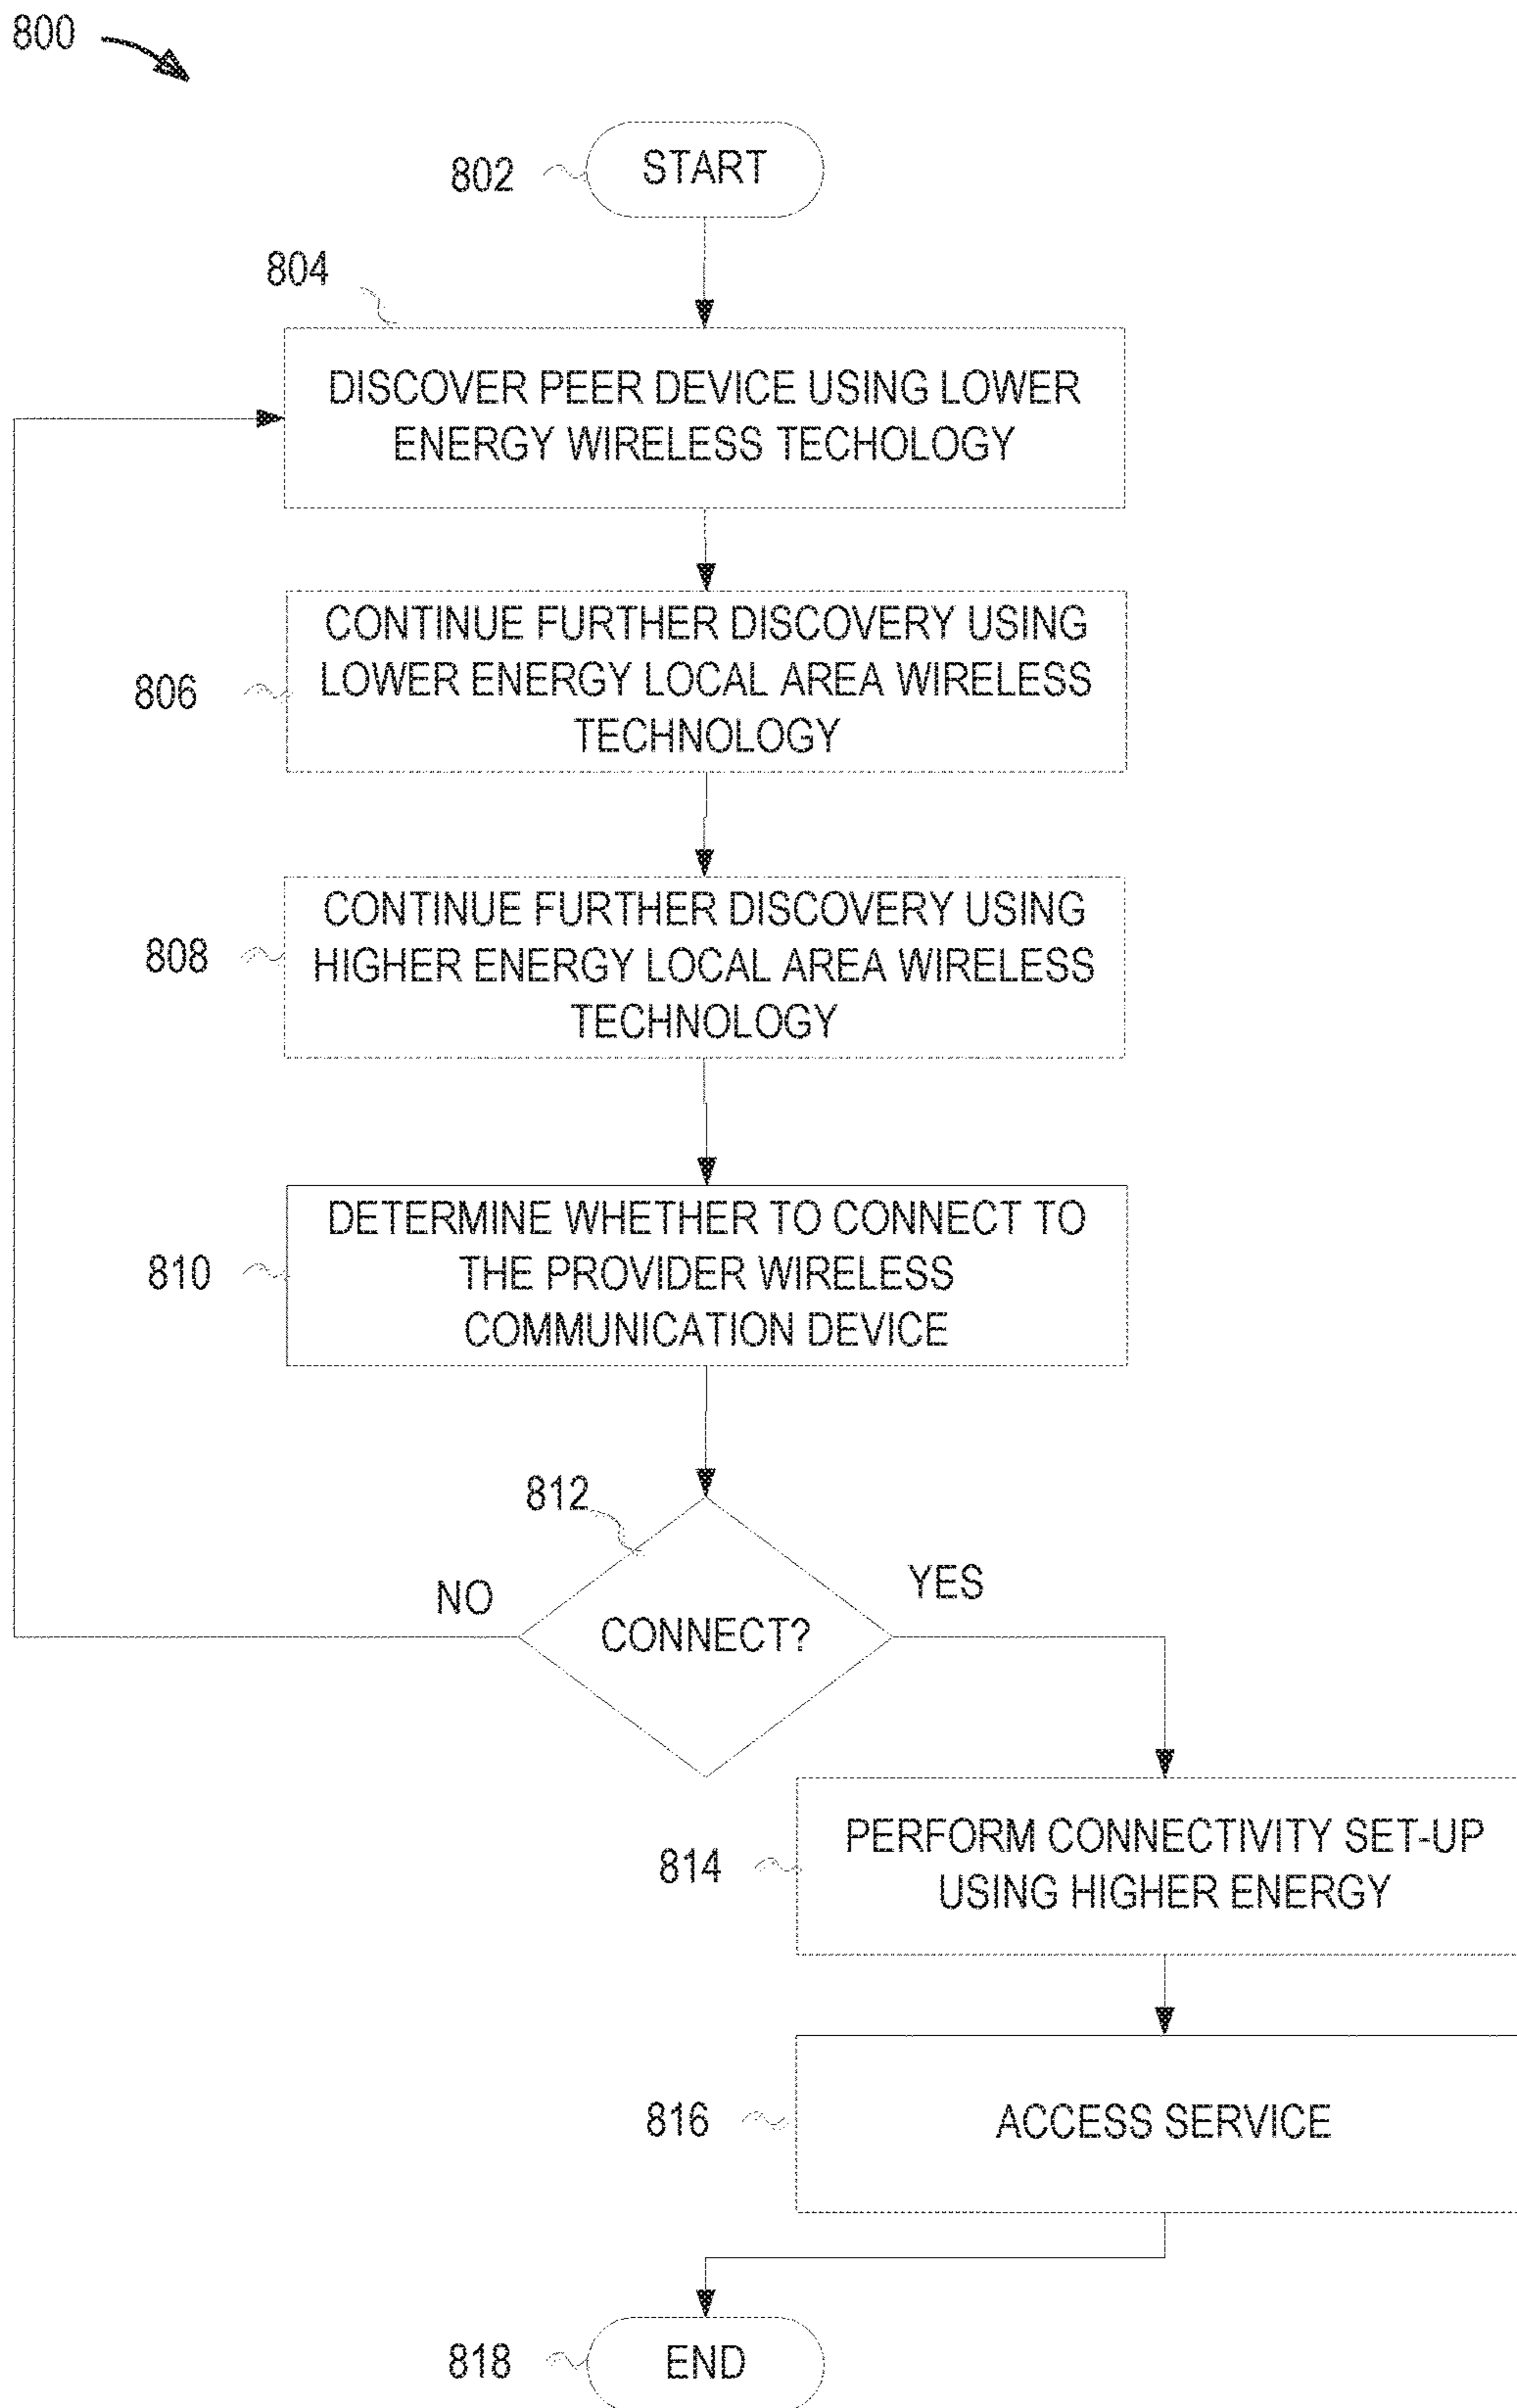 800
802
START
804
DISCOVER PEER DEVICE USING LOWER
ENERGY WIRELESS TECHOLOGY
806
CONTINUE FURTHER DISCOVERY USING
LOWER ENERGY LOCAL AREA WIRELESS
TECHNOLOGY
808
CONTINUE FURTHER DISCOVERY USING
HIGHER ENERGY LOCAL AREA WIRELESS
TECHNOLOGY
810
DETERMINE WHETHER TO CONNECT TO
THE PROVIDER WIRELESS
COMMUNICATION DEVICE
812
NO
YES
CONNECT?
814
PERFORM CONNECTIVITY SET-UP
USING HIGHER ENERGY
816
ACCESS SERVICE
818
END